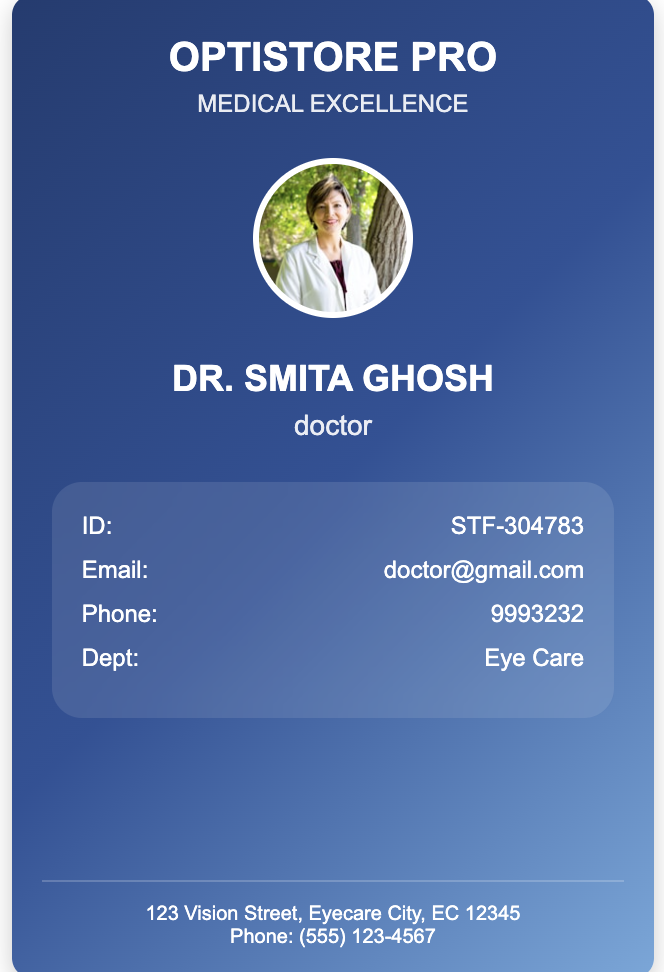 OPTISTORE PRO
MEDICAL EXCELLENCE
DR. SMITA GHOSH
doctor
ID: STF-304783
Email: doctor@gmail.com
Phone: 9993232
Dept: Eye Care
123 Vision Street, Eyecare City, EC 12345
Phone: (555) 123-4567